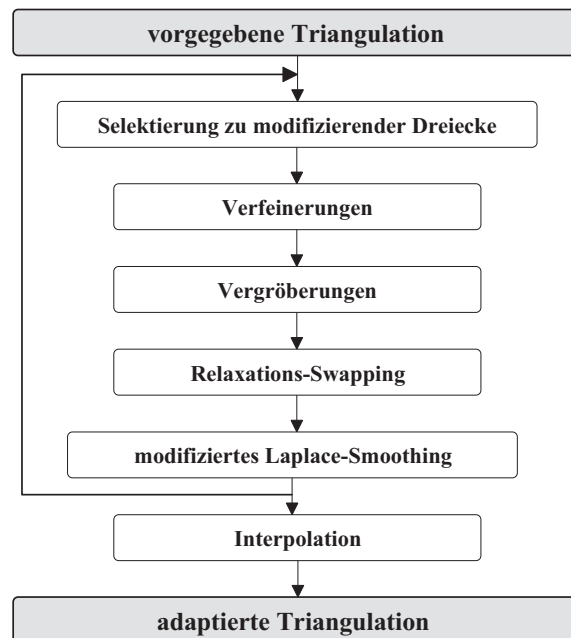 vorgegebene Triangulation
Selektierung zu modifizierender Dreiecke
Verfeinerungen
Vergröberungen
Relaxations-Swapping
modifiziertes Laplace-Smoothing
Interpolation
adaptierte Triangulation